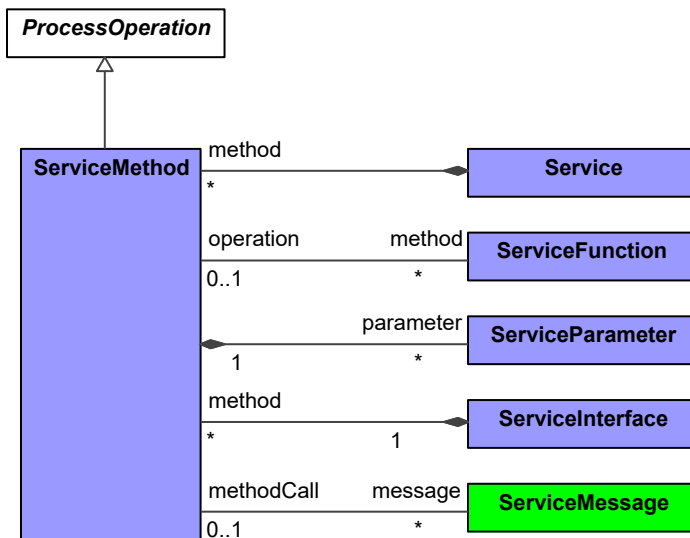 ProcessOperation
ServiceMethod
method
*
Service
operation
method
0..1
*
ServiceFunction
parameter
1
*
ServiceParameter
method
*
1
ServiceInterface
methodCall
message
0..1
*
ServiceMessage